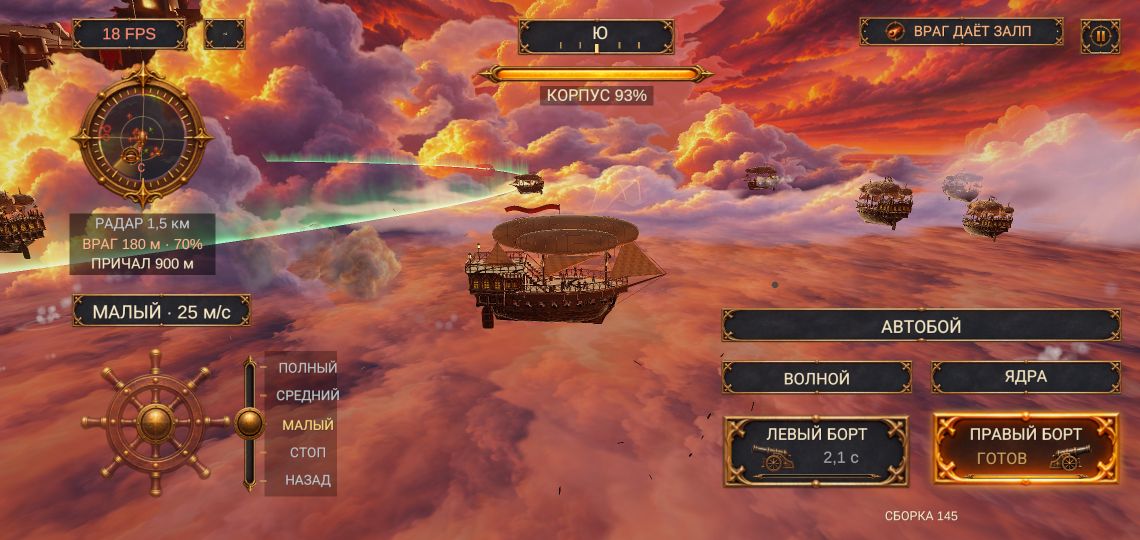 18 FPS
Ю
ВРАГ ДАЁТ ЗАЛП
КОРПУС 93%
С
РАДАР 1,5 км
ВРАГ 180 м · 70%
ПРИЧАЛ 900 м
МАЛЫЙ · 25 м/с
ПОЛНЫЙ
СРЕДНИЙ
МАЛЫЙ
СТОП
НАЗАД
АВТОБОЙ
ВОЛНОЙ
ЯДРА
ЛЕВЫЙ БОРТ
2,1 с
ПРАВЫЙ БОРТ
ГОТОВ
СБОРКА 145